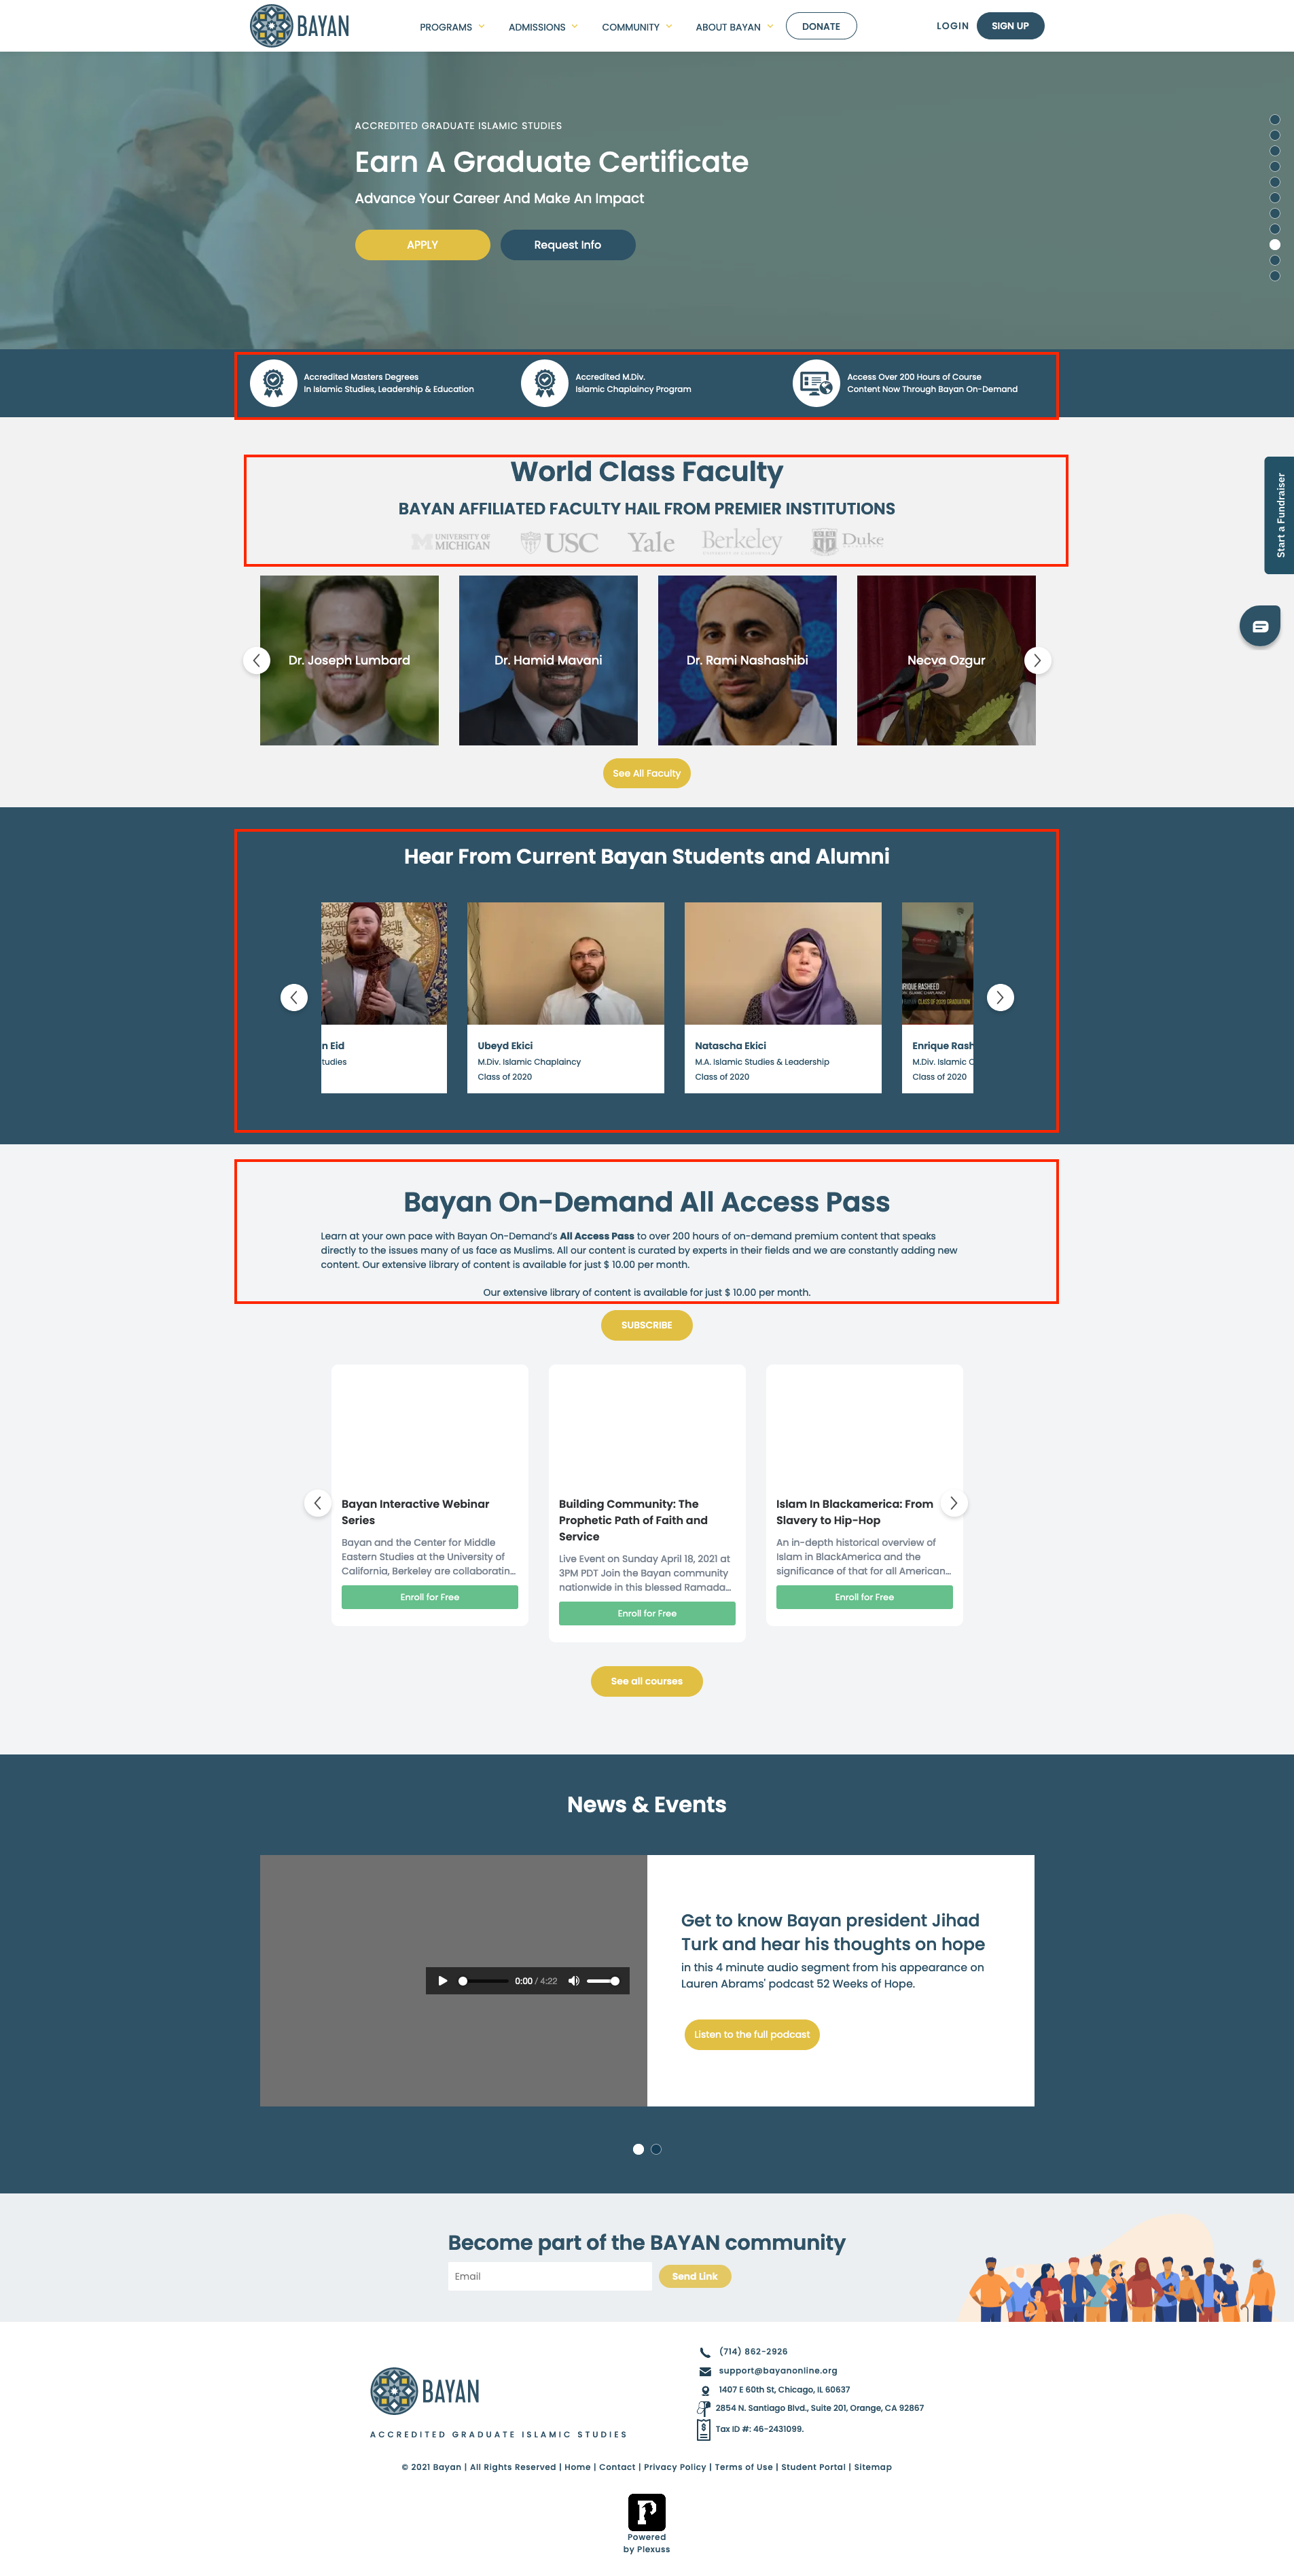 BAYAN
PROGRAMS
ADMISSIONS
COMMUNITY
ABOUT BAYAN
DONATE
LOGIN
SIGN UP
ACCREDITED GRADUATE ISLAMIC STUDIES
Earn A Graduate Certificate
Advance Your Career And Make An Impact
APPLY
Request Info
Accredited Masters Degrees
In Islamic Studies, Leadership & Education
Accredited M.Div.
Islamic Chaplaincy Program
Access Over 200 Hours of Course
Content Now Through Bayan On-Demand
Start a Fundraiser
World Class Faculty
BAYAN AFFILIATED FACULTY HAIL FROM PREMIER INSTITUTIONS
M UNIVERSITY OF
MICHIGAN
USC
Yale
Berkeley
Duke
Dr. Joseph Lumbard
Dr. Hamid Mavani
Dr. Rami Nashashibi
Necva Ozgur
See All Faculty
Hear From Current Bayan Students and Alumni
n Eid
tudies
Ubeyd Ekici
M.Div. Islamic Chaplaincy
Class of 2020
Natascha Ekici
M.A. Islamic Studies & Leadership
Class of 2020
RIQUE RASHEED
CLASS OF 2020 GRADUATION
Enrique Rash
M.Div. Islamic C
Class of 2020
Bayan On-Demand All Access Pass
Learn at your own pace with Bayan On-Demand’s All Access Pass to over 200 hours of on-demand premium content that speaks
directly to the issues many of us face as Muslims. All our content is curated by experts in their fields and we are constantly adding new
content. Our extensive library of content is available for just $ 10.00 per month.
Our extensive library of content is available for just $ 10.00 per month.
SUBSCRIBE
Bayan Interactive Webinar
Series
Bayan and the Center for Middle
Eastern Studies at the University of
California, Berkeley are collaboratin...
Enroll for Free
Building Community: The
Prophetic Path of Faith and
Service
Live Event on Sunday April 18, 2021 at
3PM PDT Join the Bayan community
nationwide in this blessed Ramada...
Enroll for Free
Islam In Blackamerica: From
Slavery to Hip-Hop
An in-depth historical overview of
Islam in BlackAmerica and the
significance of that for all American...
Enroll for Free
See all courses
News & Events
0:00 / 4:22
Get to know Bayan president Jihad
Turk and hear his thoughts on hope
in this 4 minute audio segment from his appearance on
Lauren Abrams' podcast 52 Weeks of Hope.
Listen to the full podcast
Become part of the BAYAN community
Email
Send Link
BAYAN
ACCREDITED GRADUATE ISLAMIC STUDIES
(714) 862-2926
support@bayanonline.org
1407 E 60th St, Chicago, IL 60637
2854 N. Santiago Blvd., Suite 201, Orange, CA 92867
Tax ID #: 46-2431099.
© 2021 Bayan | All Rights Reserved | Home | Contact | Privacy Policy | Terms of Use | Student Portal | Sitemap
Powered
by Plexuss